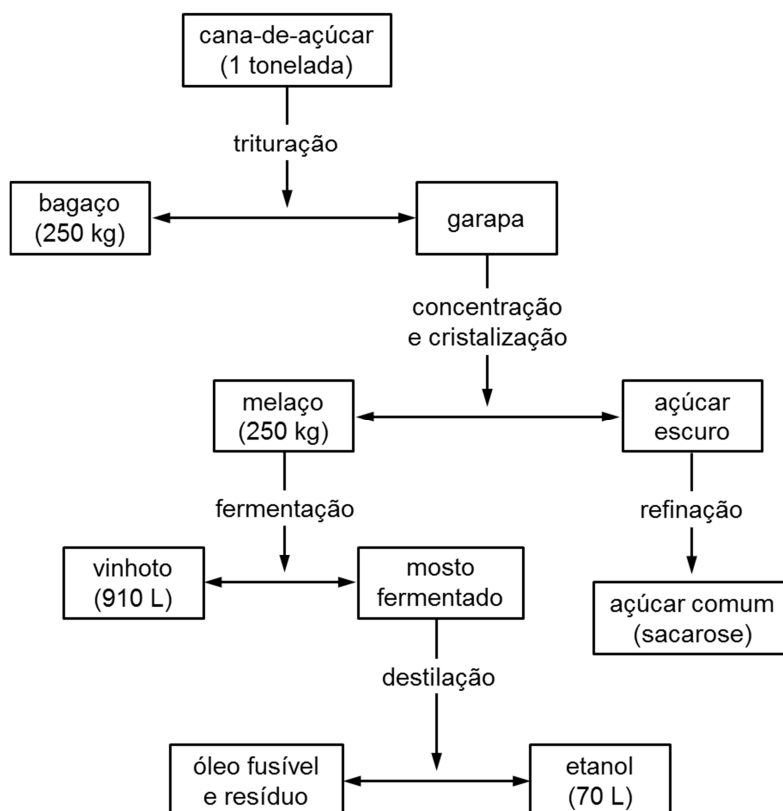 cana-de-açúcar
(1 tonelada)
trituração
bagaço
(250 kg)
garapa
concentração
e cristalização
melaço
(250 kg)
açúcar
escuro
fermentação
refinação
vinhoto
(910 L)
mosto
fermentado
açúcar comum
(sacarose)
destilação
óleo fusível
e resíduo
etanol
(70 L)